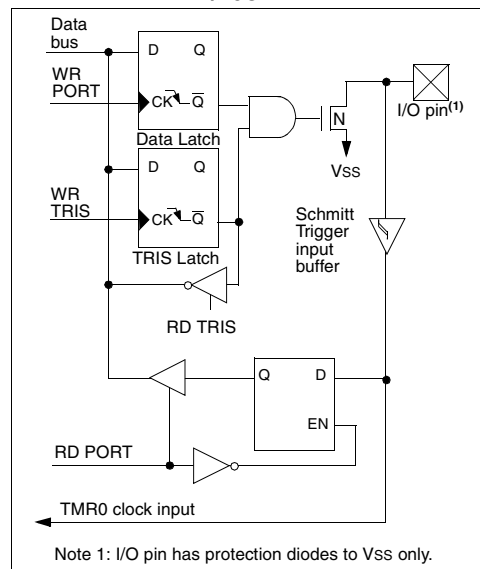 Data
bus
D Q
WR
PORT
CK Q
N
I/O pin(1)
Data Latch
VSS
D Q
WR
TRIS
CK Q
Schmitt
Trigger
input
buffer
TRIS Latch
RD TRIS
Q D
EN
RD PORT
TMR0 clock input
Note 1: I/O pin has protection diodes to VSS only.